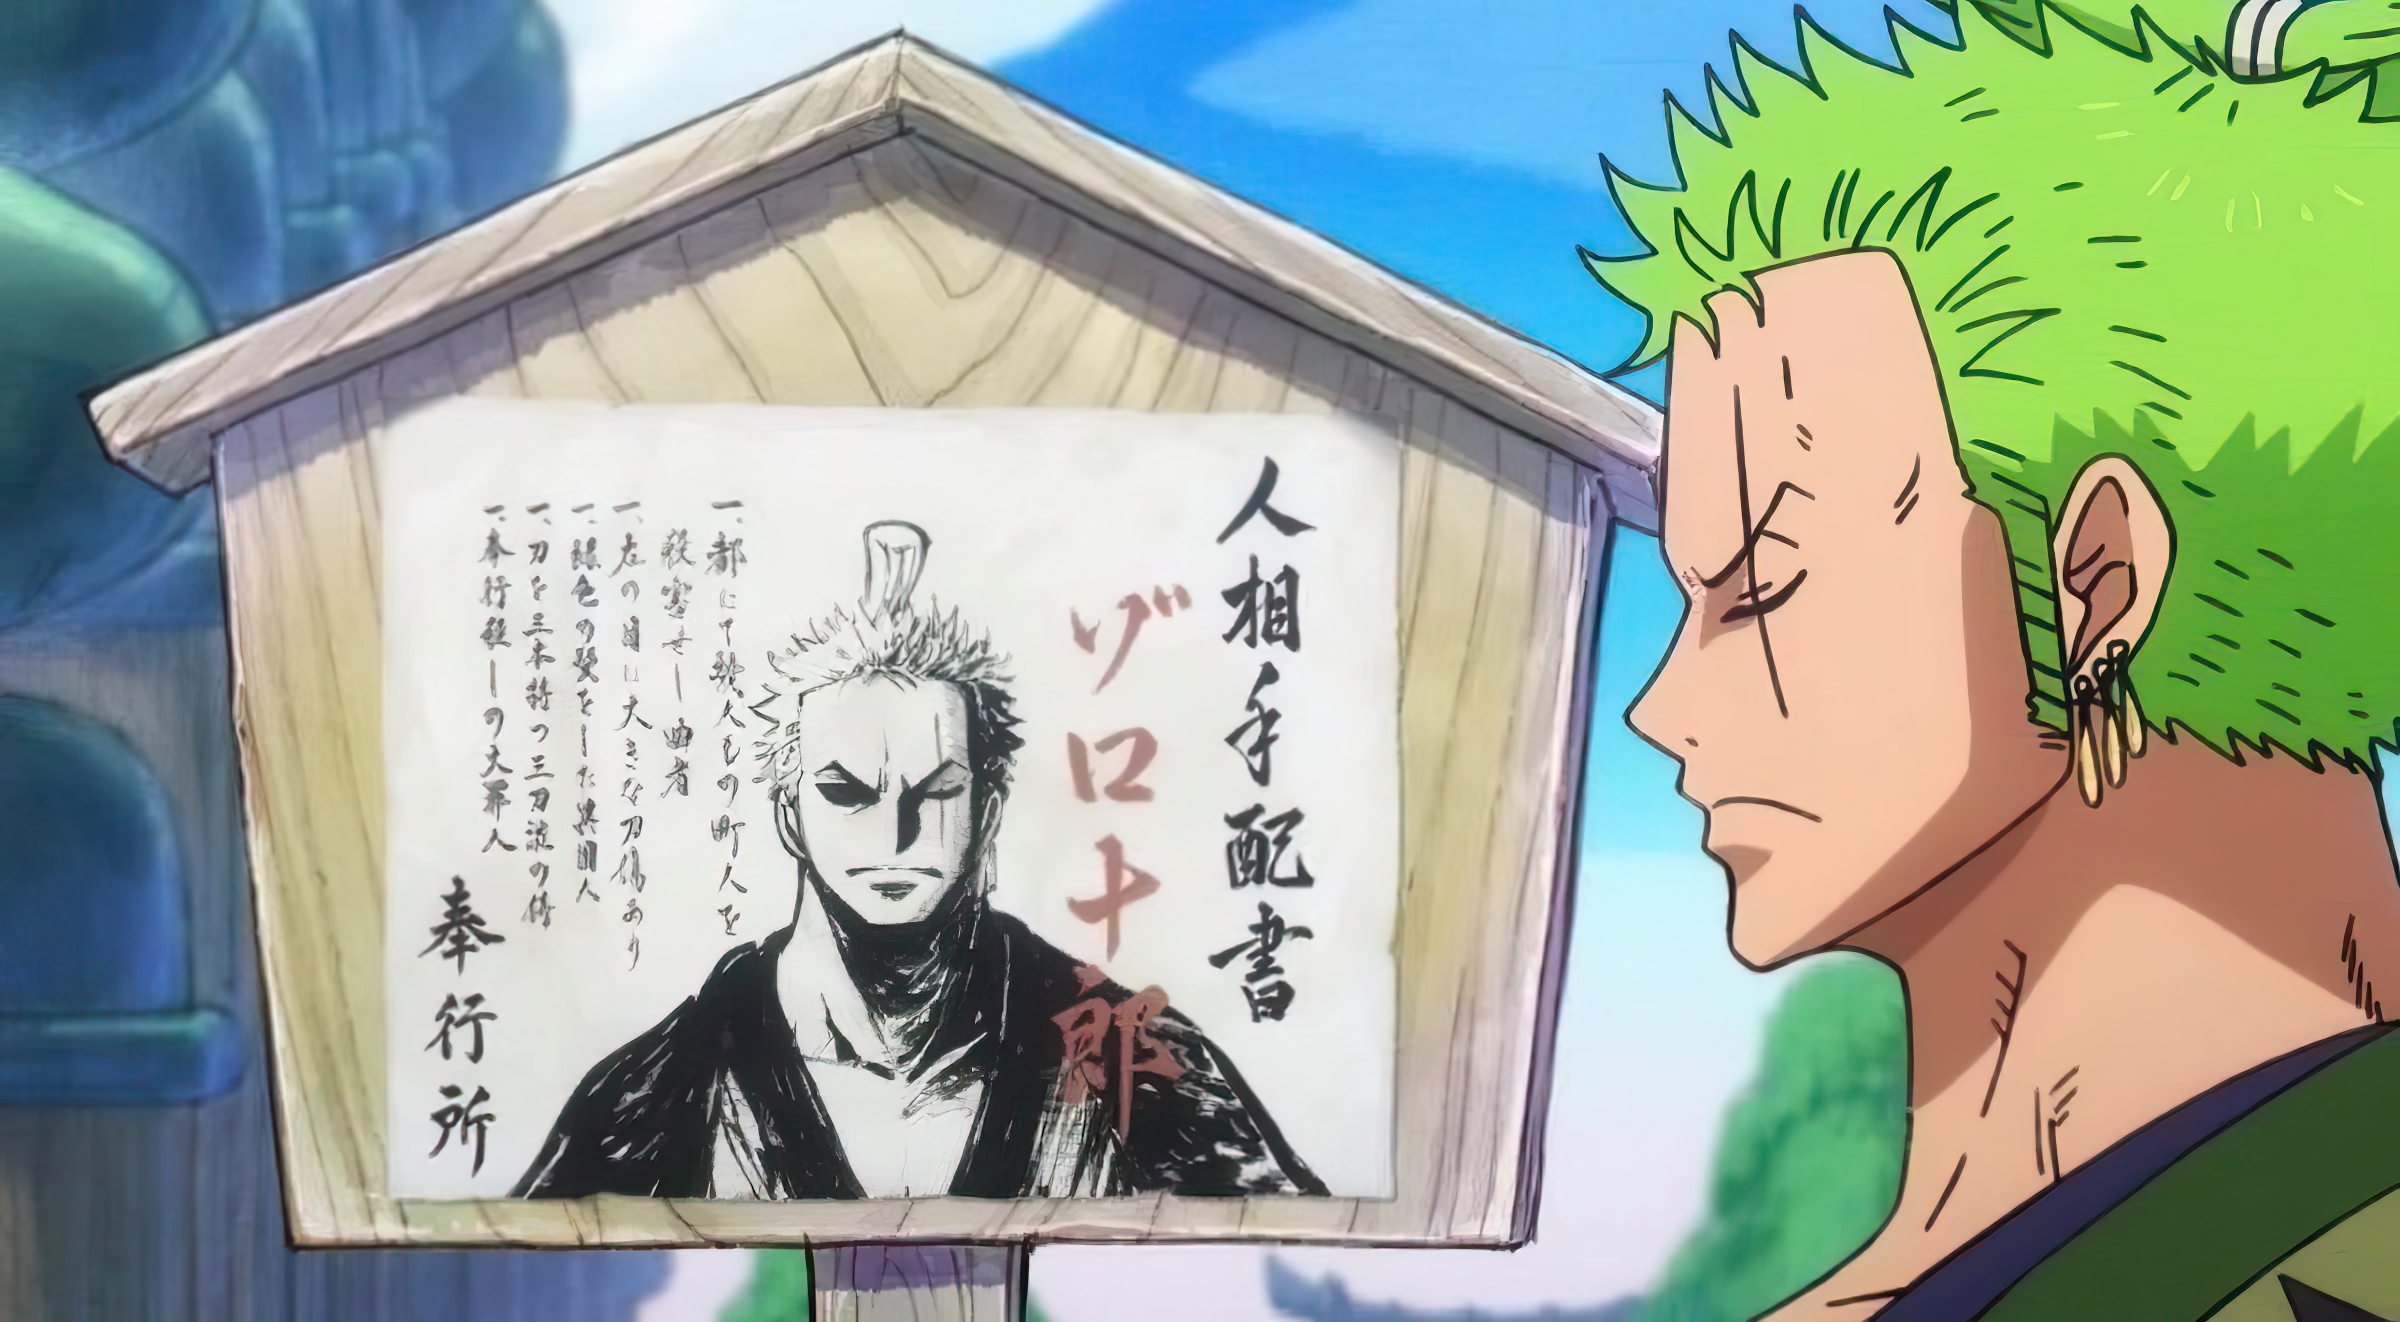 人相手配書
ゾロ十郎
一、都にて数人もの町人を
殺害せし曲者
一、左の目に大きな刀傷あり
一、緑色の髪をした異国人
一、刀を三本持つ三刀流の侍
一、奉行殺しの大罪人
奉行所